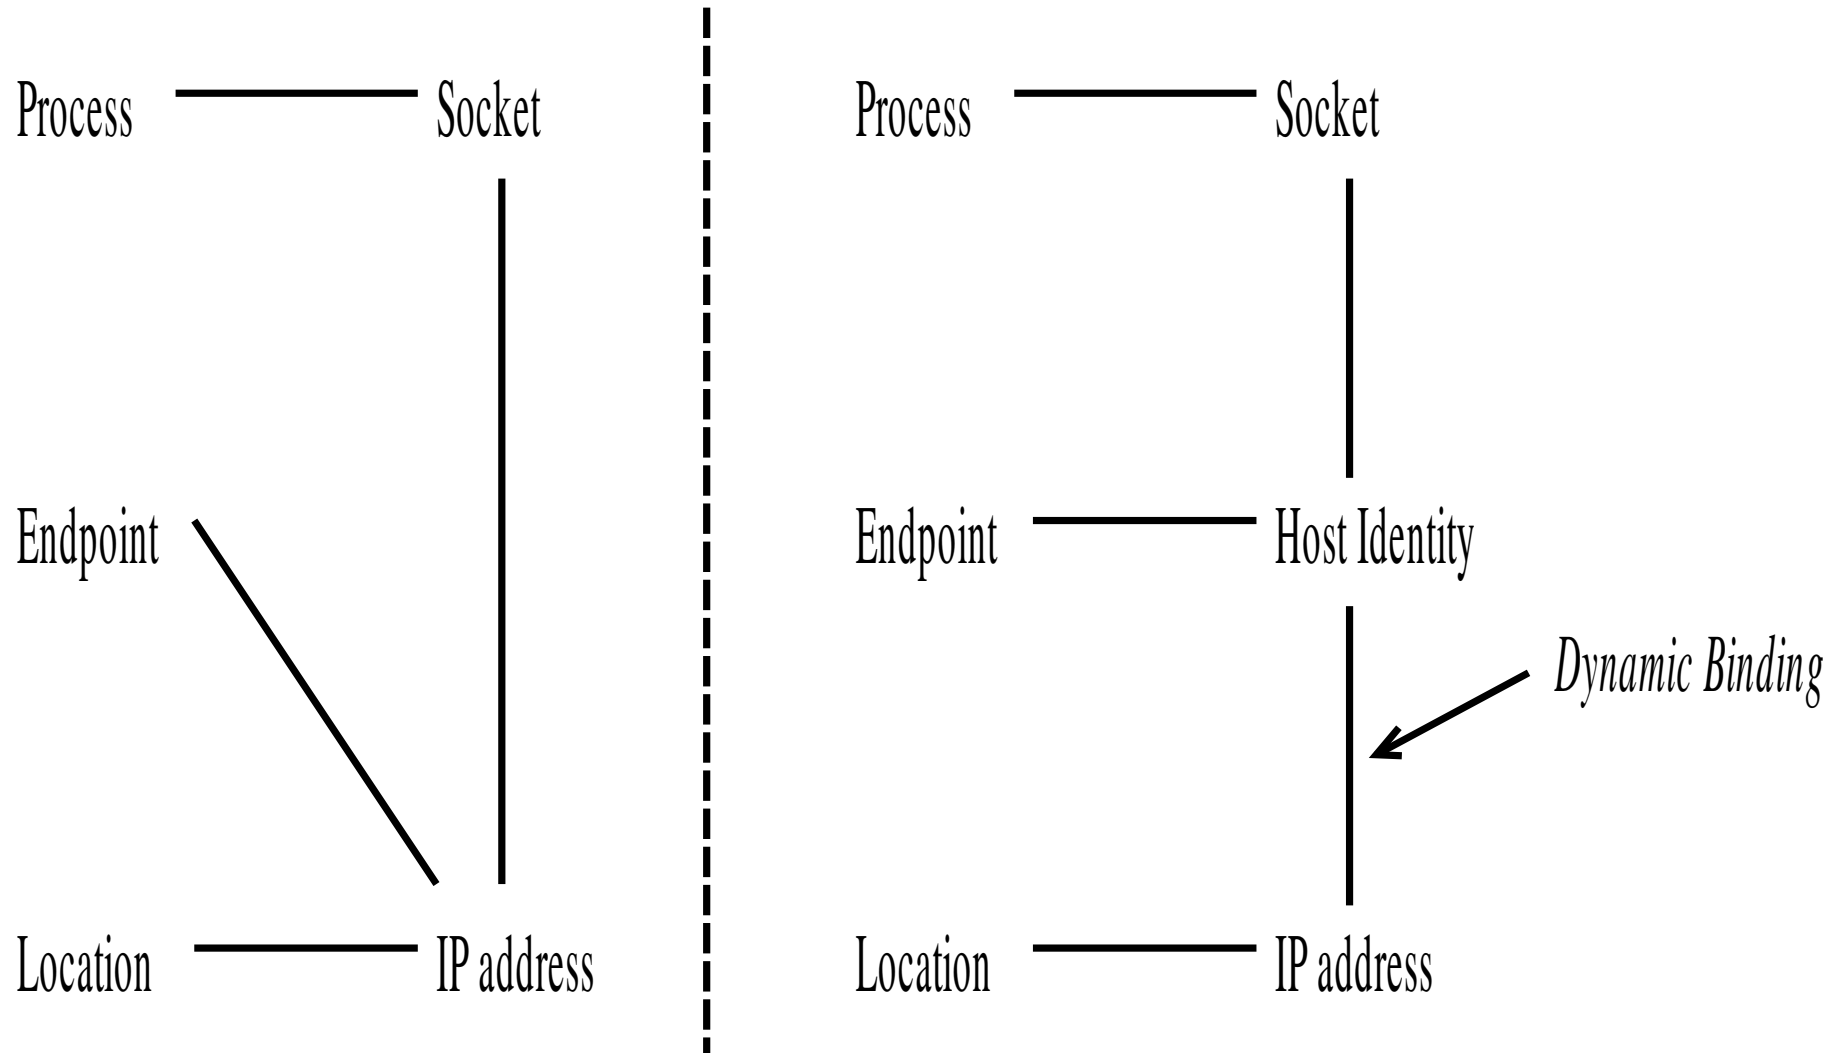 Process Socket
Endpoint
Location IP address
Process Socket
Endpoint Host Identity
Dynamic Binding
Location IP address